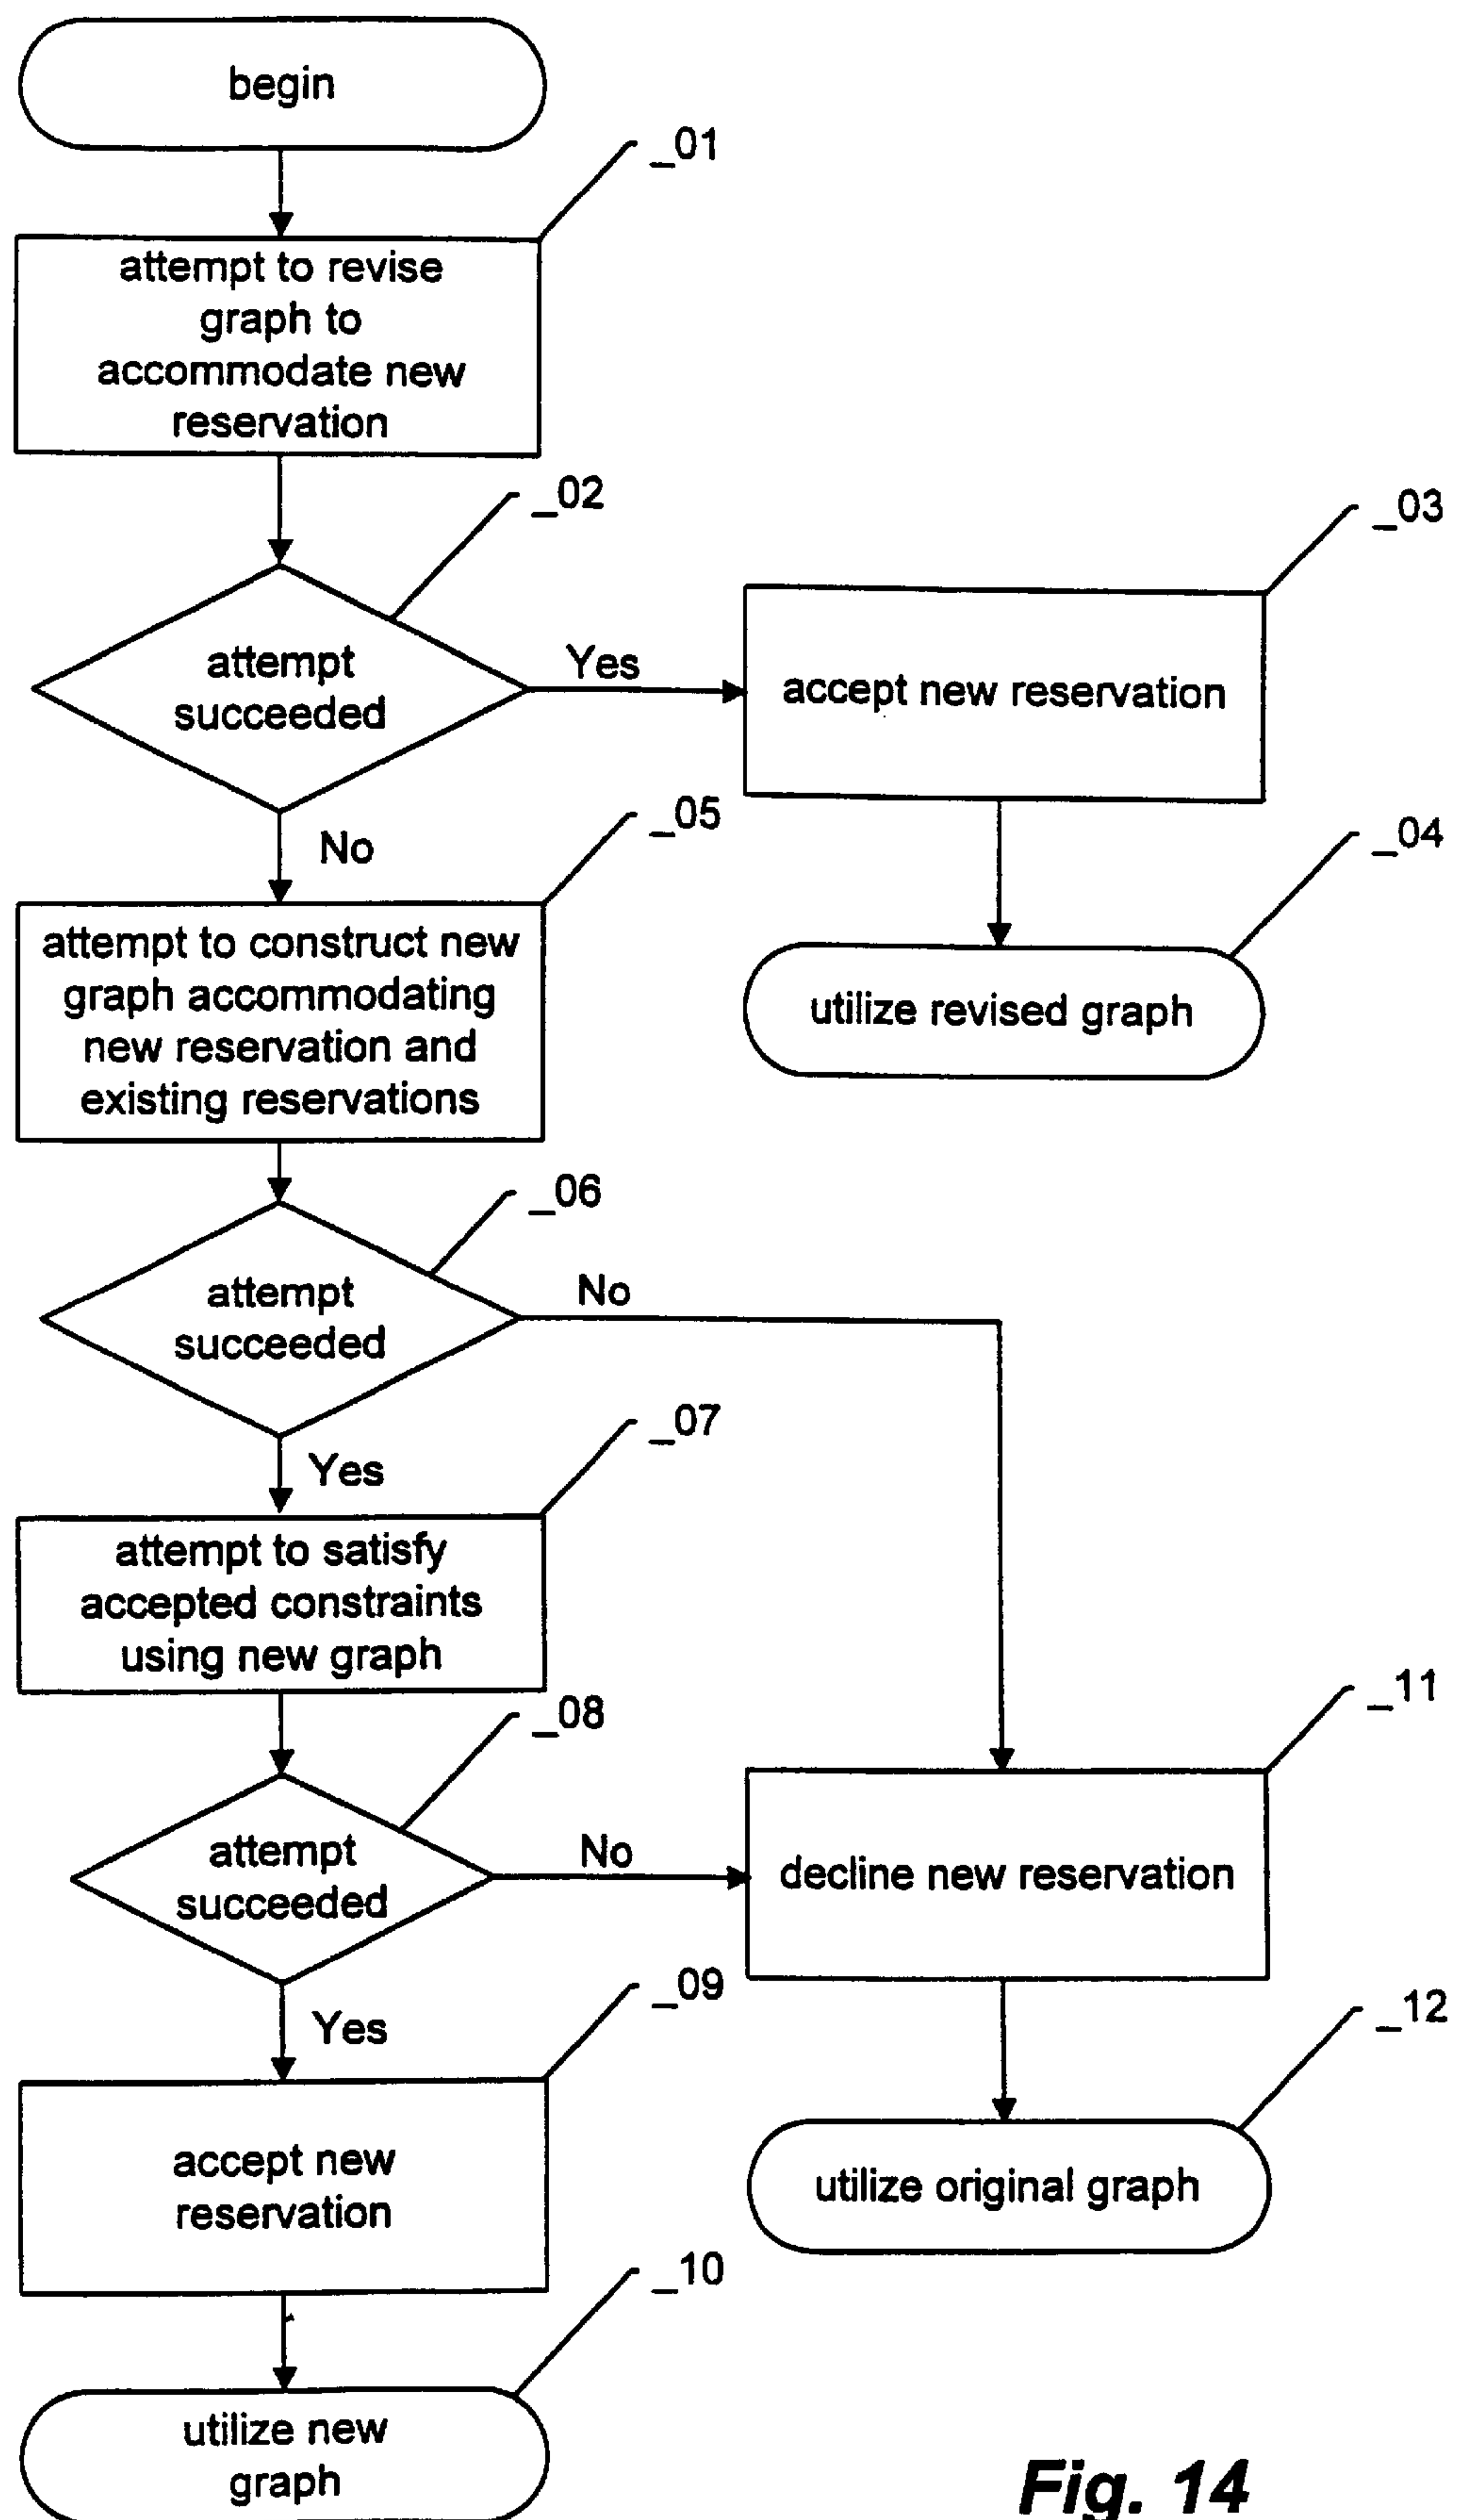 begin
_01
attempt to revise
graph to
accommodate new
reservation
_02
_03
attempt
succeeded
Yes
accept new reservation
No
_05
_04
attempt to construct new
graph accommodating
new reservation and
existing reservations
utilize revised graph
_06
attempt
succeeded
No
_07
Yes
attempt to satisfy
accepted constraints
using new graph
_11
_08
attempt
succeeded
No
decline new reservation
_09
Yes
_12
accept new
reservation
utilize original graph
_10
utilize new
graph
Fig. 14